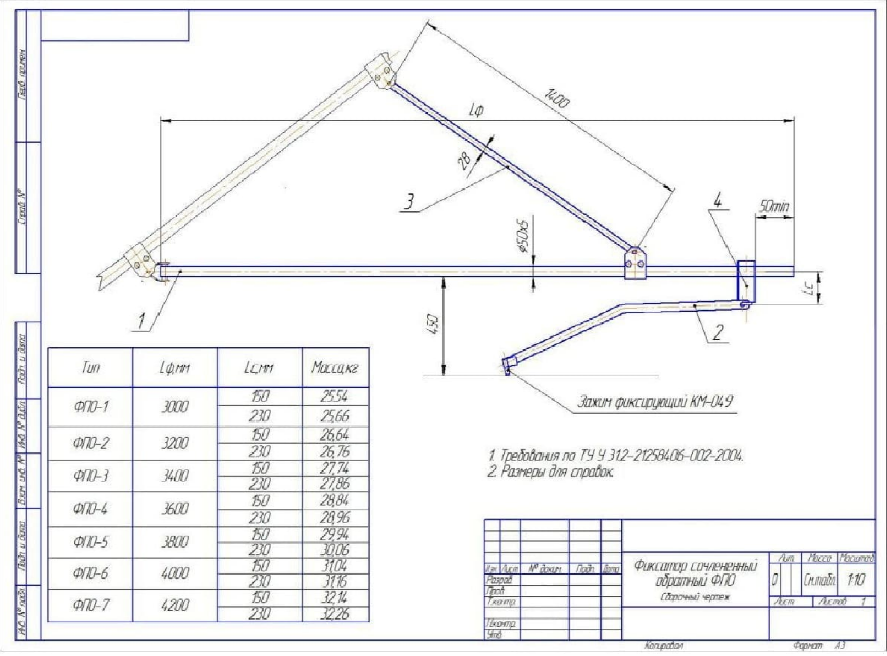 Перв. примен.
Справ. №
Подп. и дата
Инв. № дубл.
Взам. инв. №
Подп. и дата
Инв. № подл.
1400
Lф
28
3
4
50min
⌀50x5
Lc
1
490
2
Зажим фиксирующий КМ-049
Тип Lф,мм Lc,мм Масса,кг
ФПО-1 3000 150 25,54
230 25,66
ФПО-2 3200 150 26,64
230 26,76
ФПО-3 3400 150 27,74
230 27,86
ФПО-4 3600 150 28,84
230 28,96
ФПО-5 3800 150 29,94
230 30,06
ФПО-6 4000 150 31,04
230 31,16
ФПО-7 4200 150 32,14
230 32,26
1. Требования по ТУ У 31.2-21258406-002-2004.
2. Размеры для справок.
Изм. Лист № докум. Подп. Дата
Разраб.
Пров.
Т.контр.
Н.контр.
Утв.
Фиксатор сочлененный
обратный ФПО
Сборочный чертеж
Лит. Масса Масштаб
См.табл. 1:10
Лист Листов 1
Копировал Формат А3